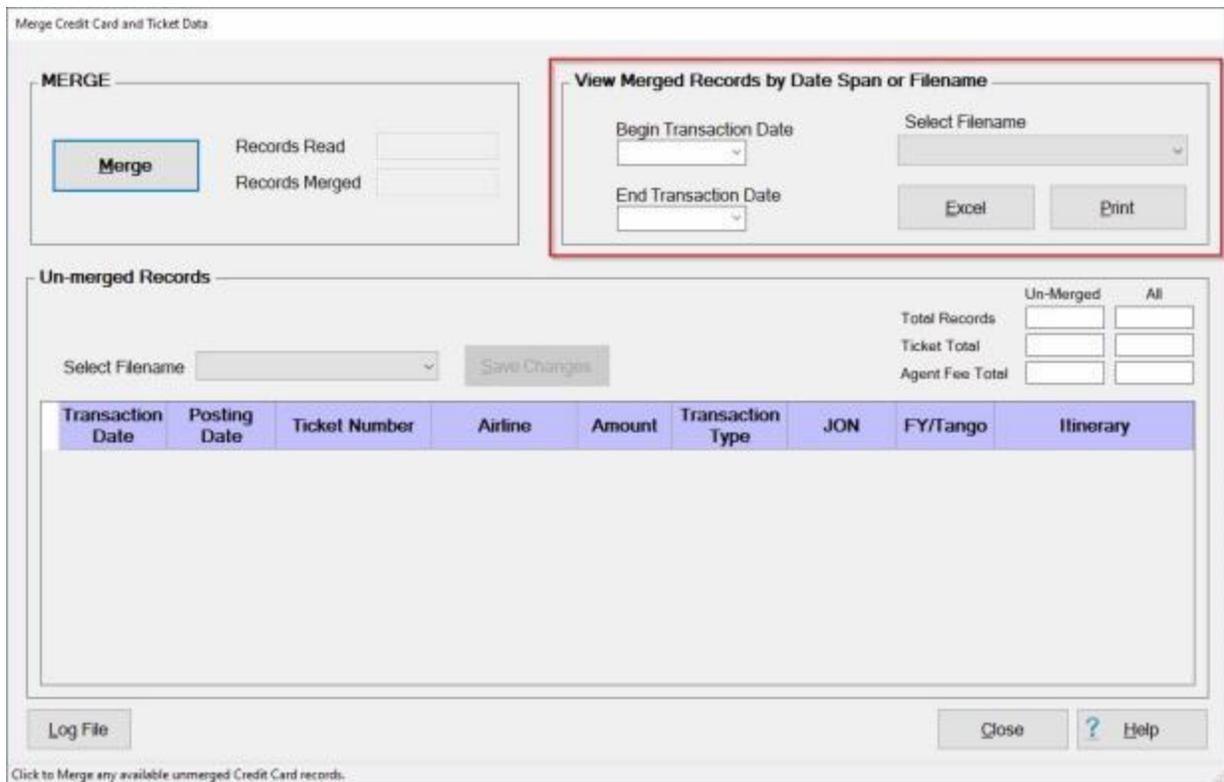 Merge Credit Card and Ticket Data
MERGE
Merge
Records Read
Records Merged
View Merged Records by Date Span or Filename
Begin Transaction Date
Select Filename
End Transaction Date
Excel
Print
Un-merged Records
Un-Merged All
Total Records
Ticket Total
Agent Fee Total
Select Filename
Save Changes
Transaction Date
Posting Date
Ticket Number
Airline
Amount
Transaction Type
JON
FY/Tango
Itinerary
Log File
Close
? Help
Click to Merge any available unmerged Credit Card records.